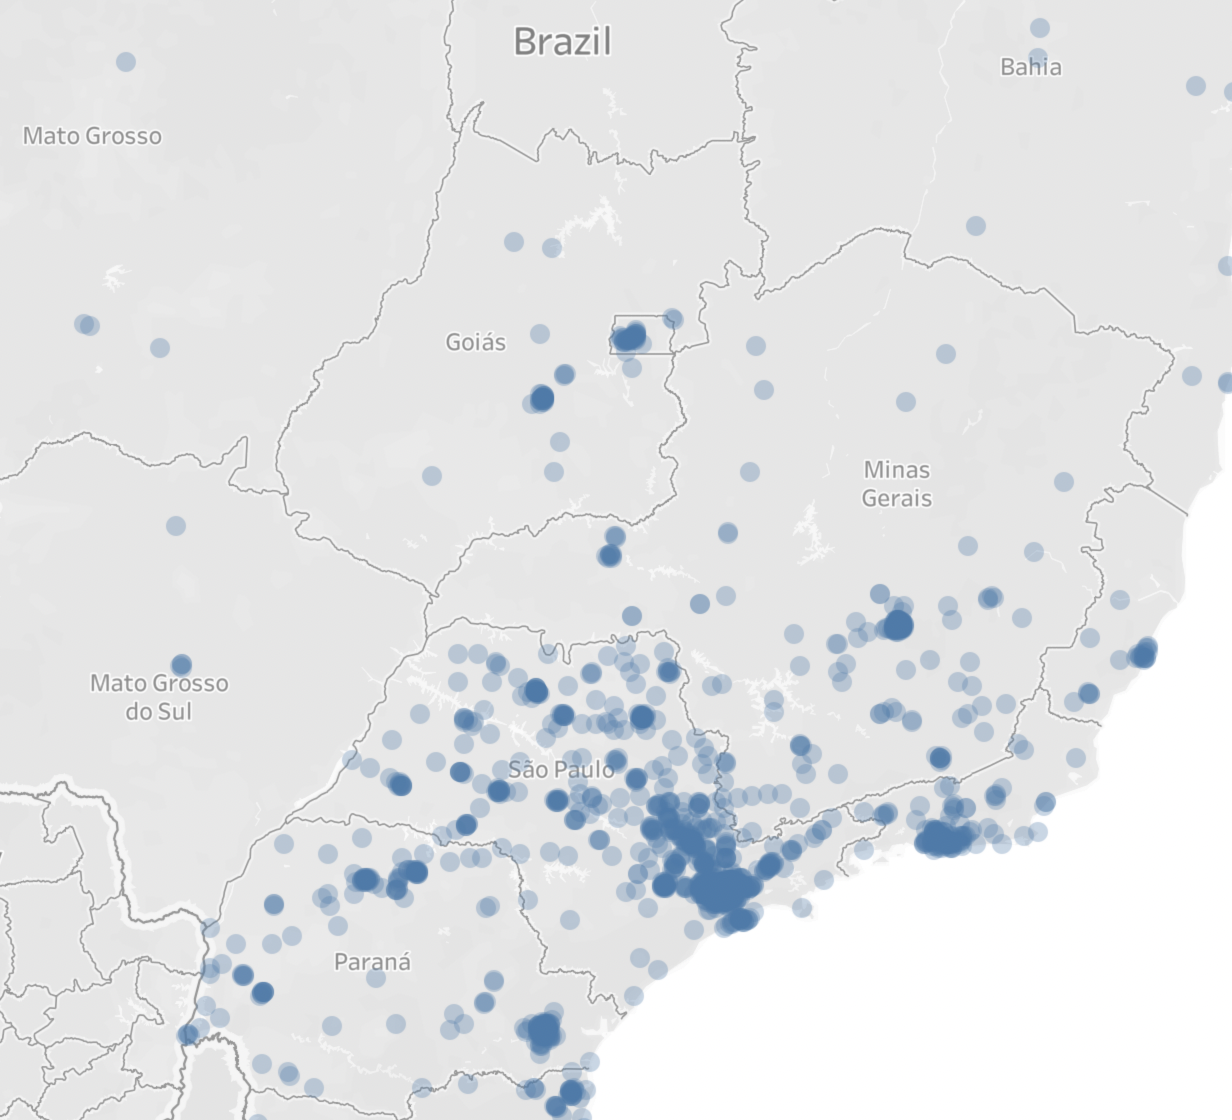 Brazil
Bahia
Mato Grosso
Goiás
Minas
Gerais
Mato Grosso
do Sul
São Paulo
Paraná